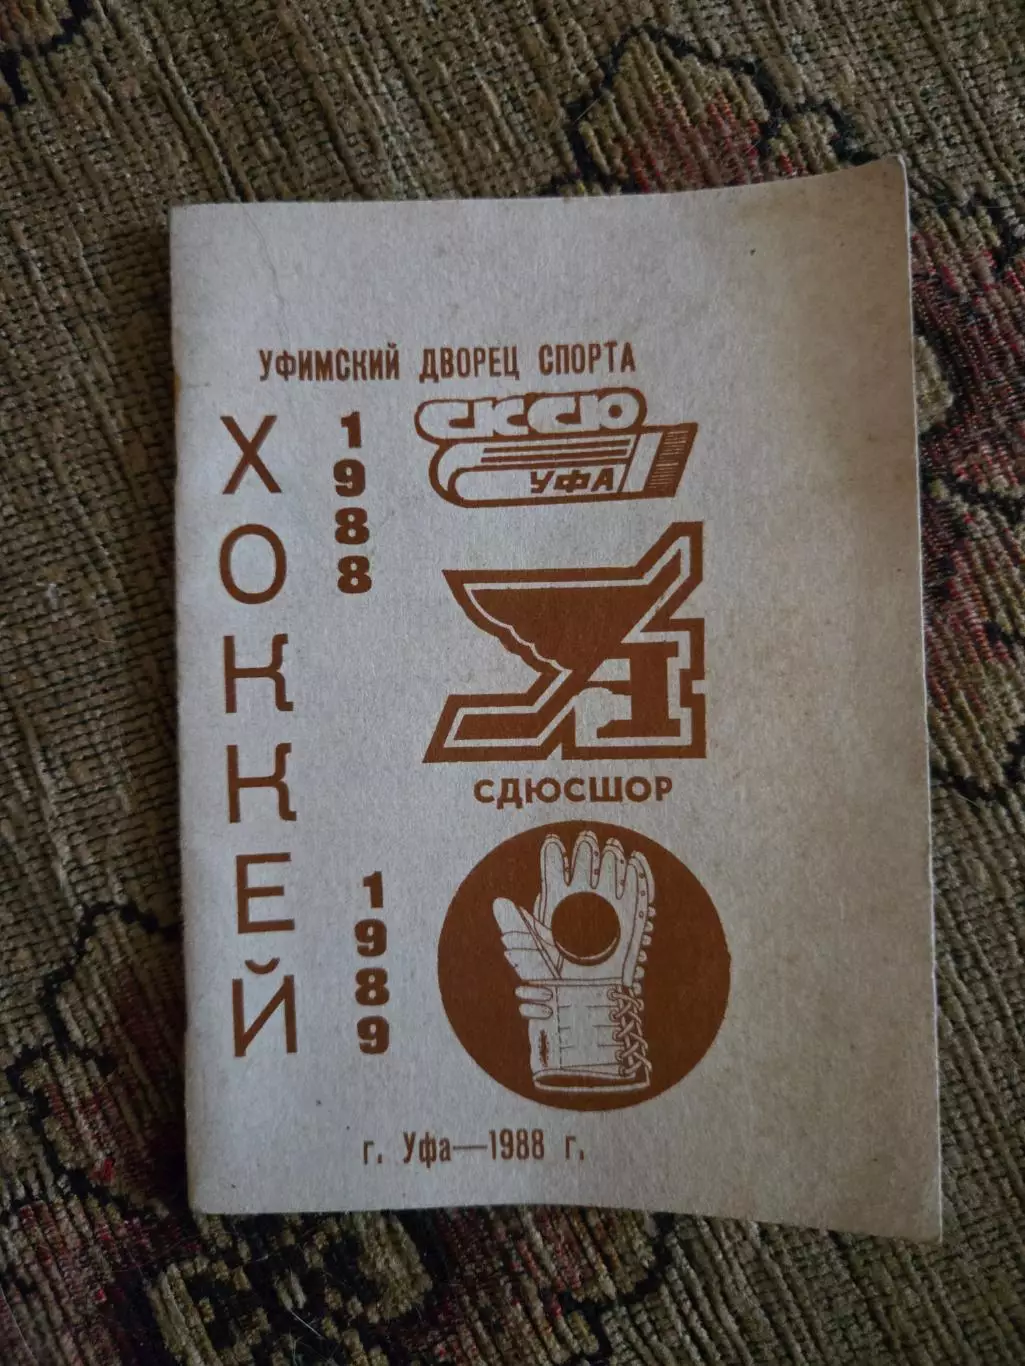 УФИМСКИЙ ДВОРЕЦ СПОРТА
ХОККЕЙ
1988
1989
СКСЮ
УФА
СДЮСШОР
г. Уфа—1988 г.